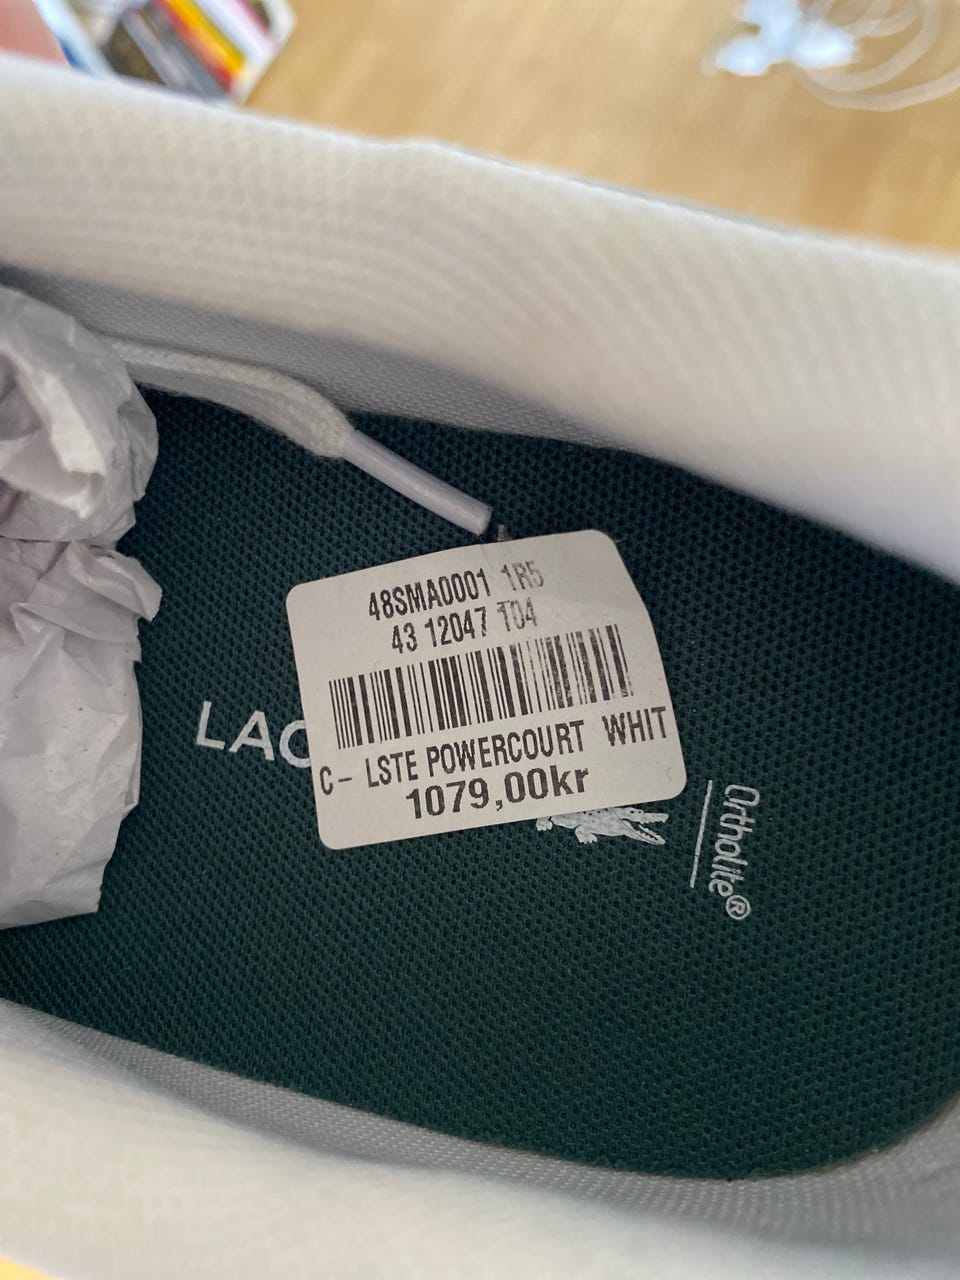 48SMA0001 1R5
43 12047 T04
C- LSTE POWERCOURT WHIT
1079,00kr
LAC
Ortholite®